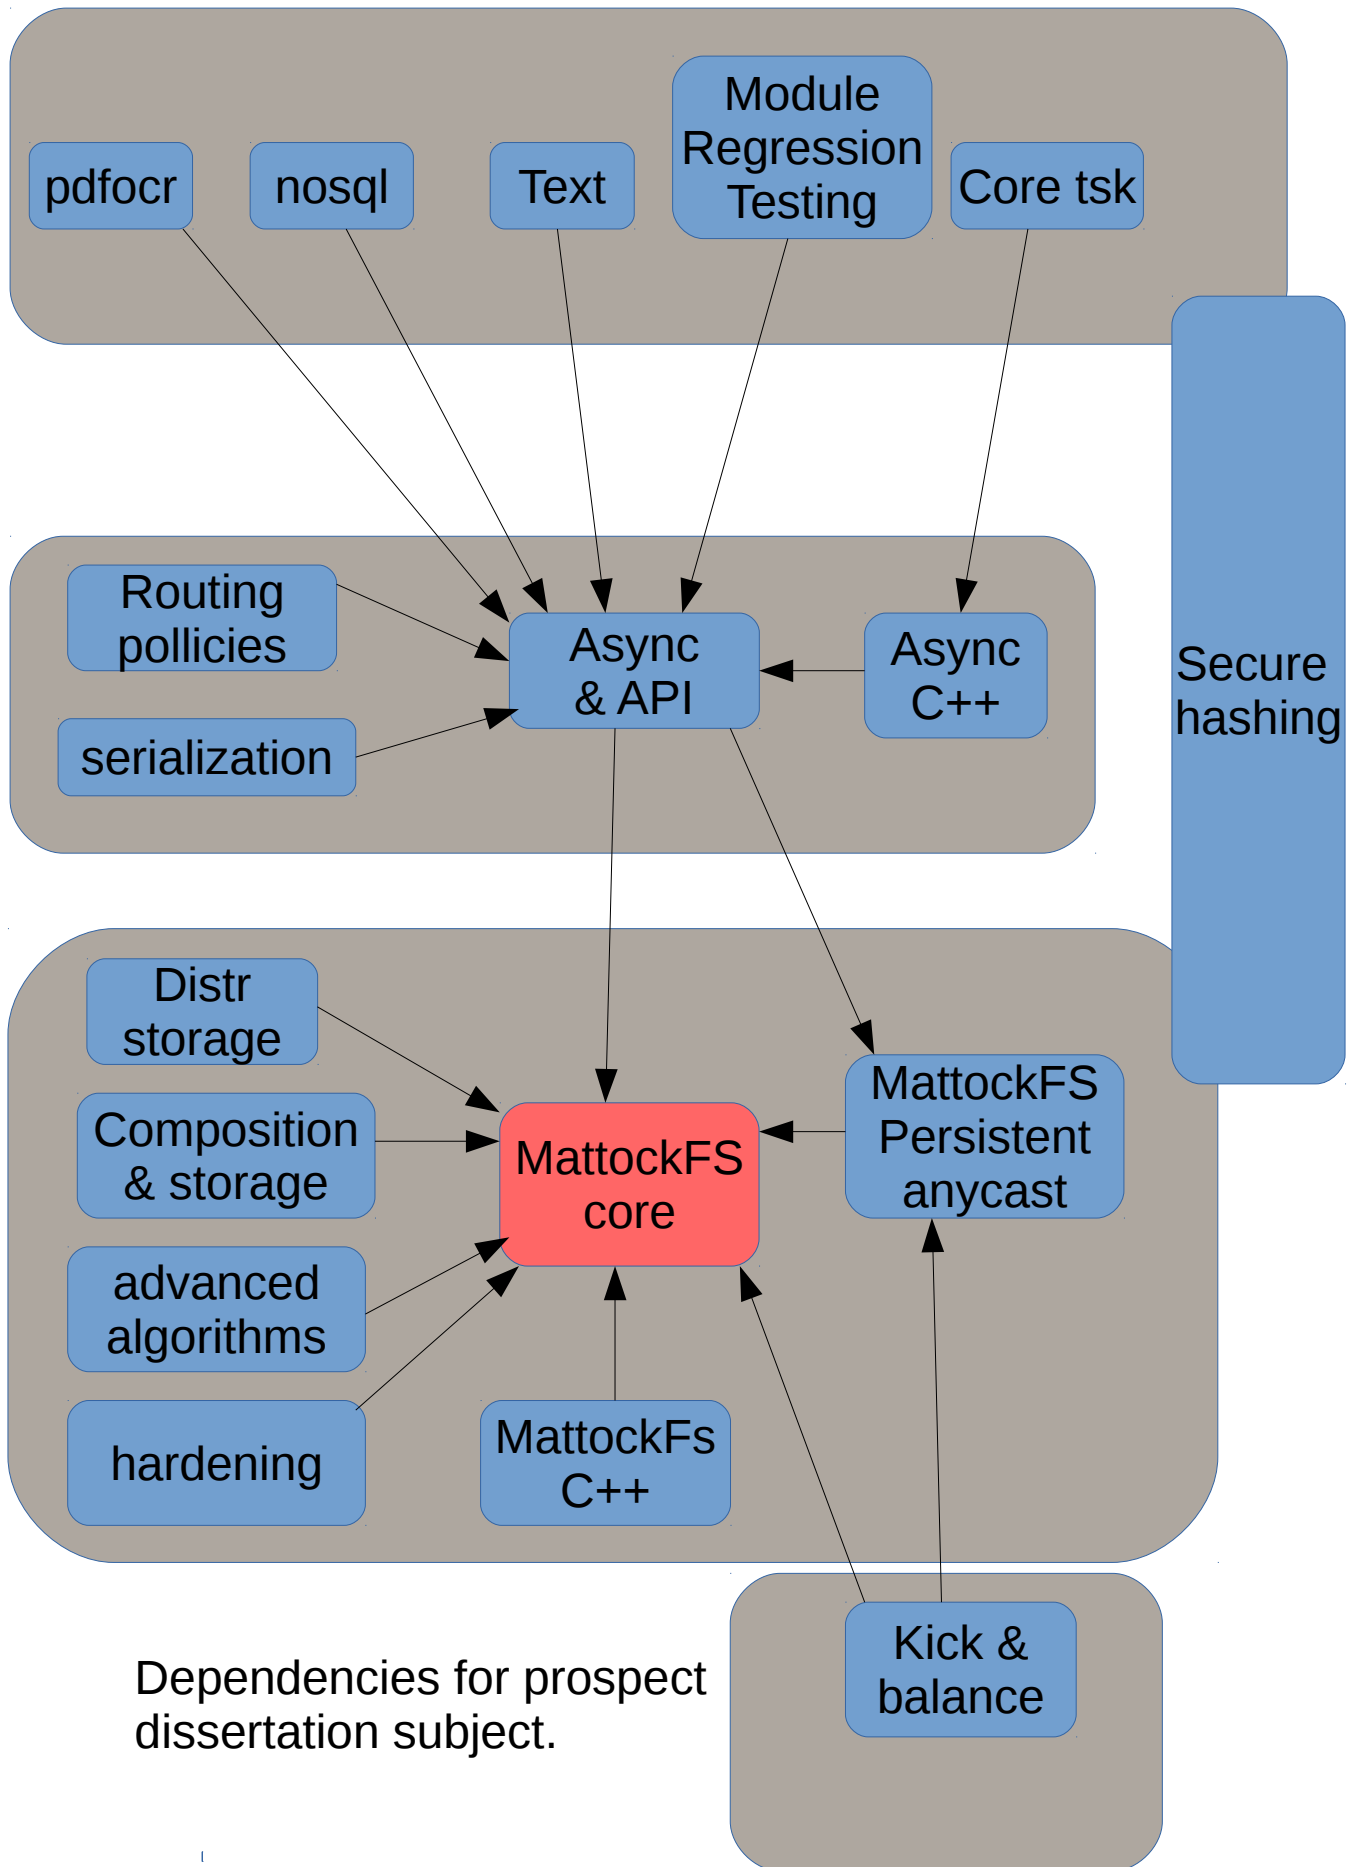 Module
Regression
Testing
pdfocr
nosql
Text
Core tsk
Routing
pollicies
Async
& API
Async
C++
Secure
hashing
serialization
Distr
storage
MattockFS
Persistent
anycast
Composition
& storage
MattockFS
core
advanced
algorithms
hardening
MattockFs
C++
Kick &
balance
Dependencies for prospect
dissertation subject.